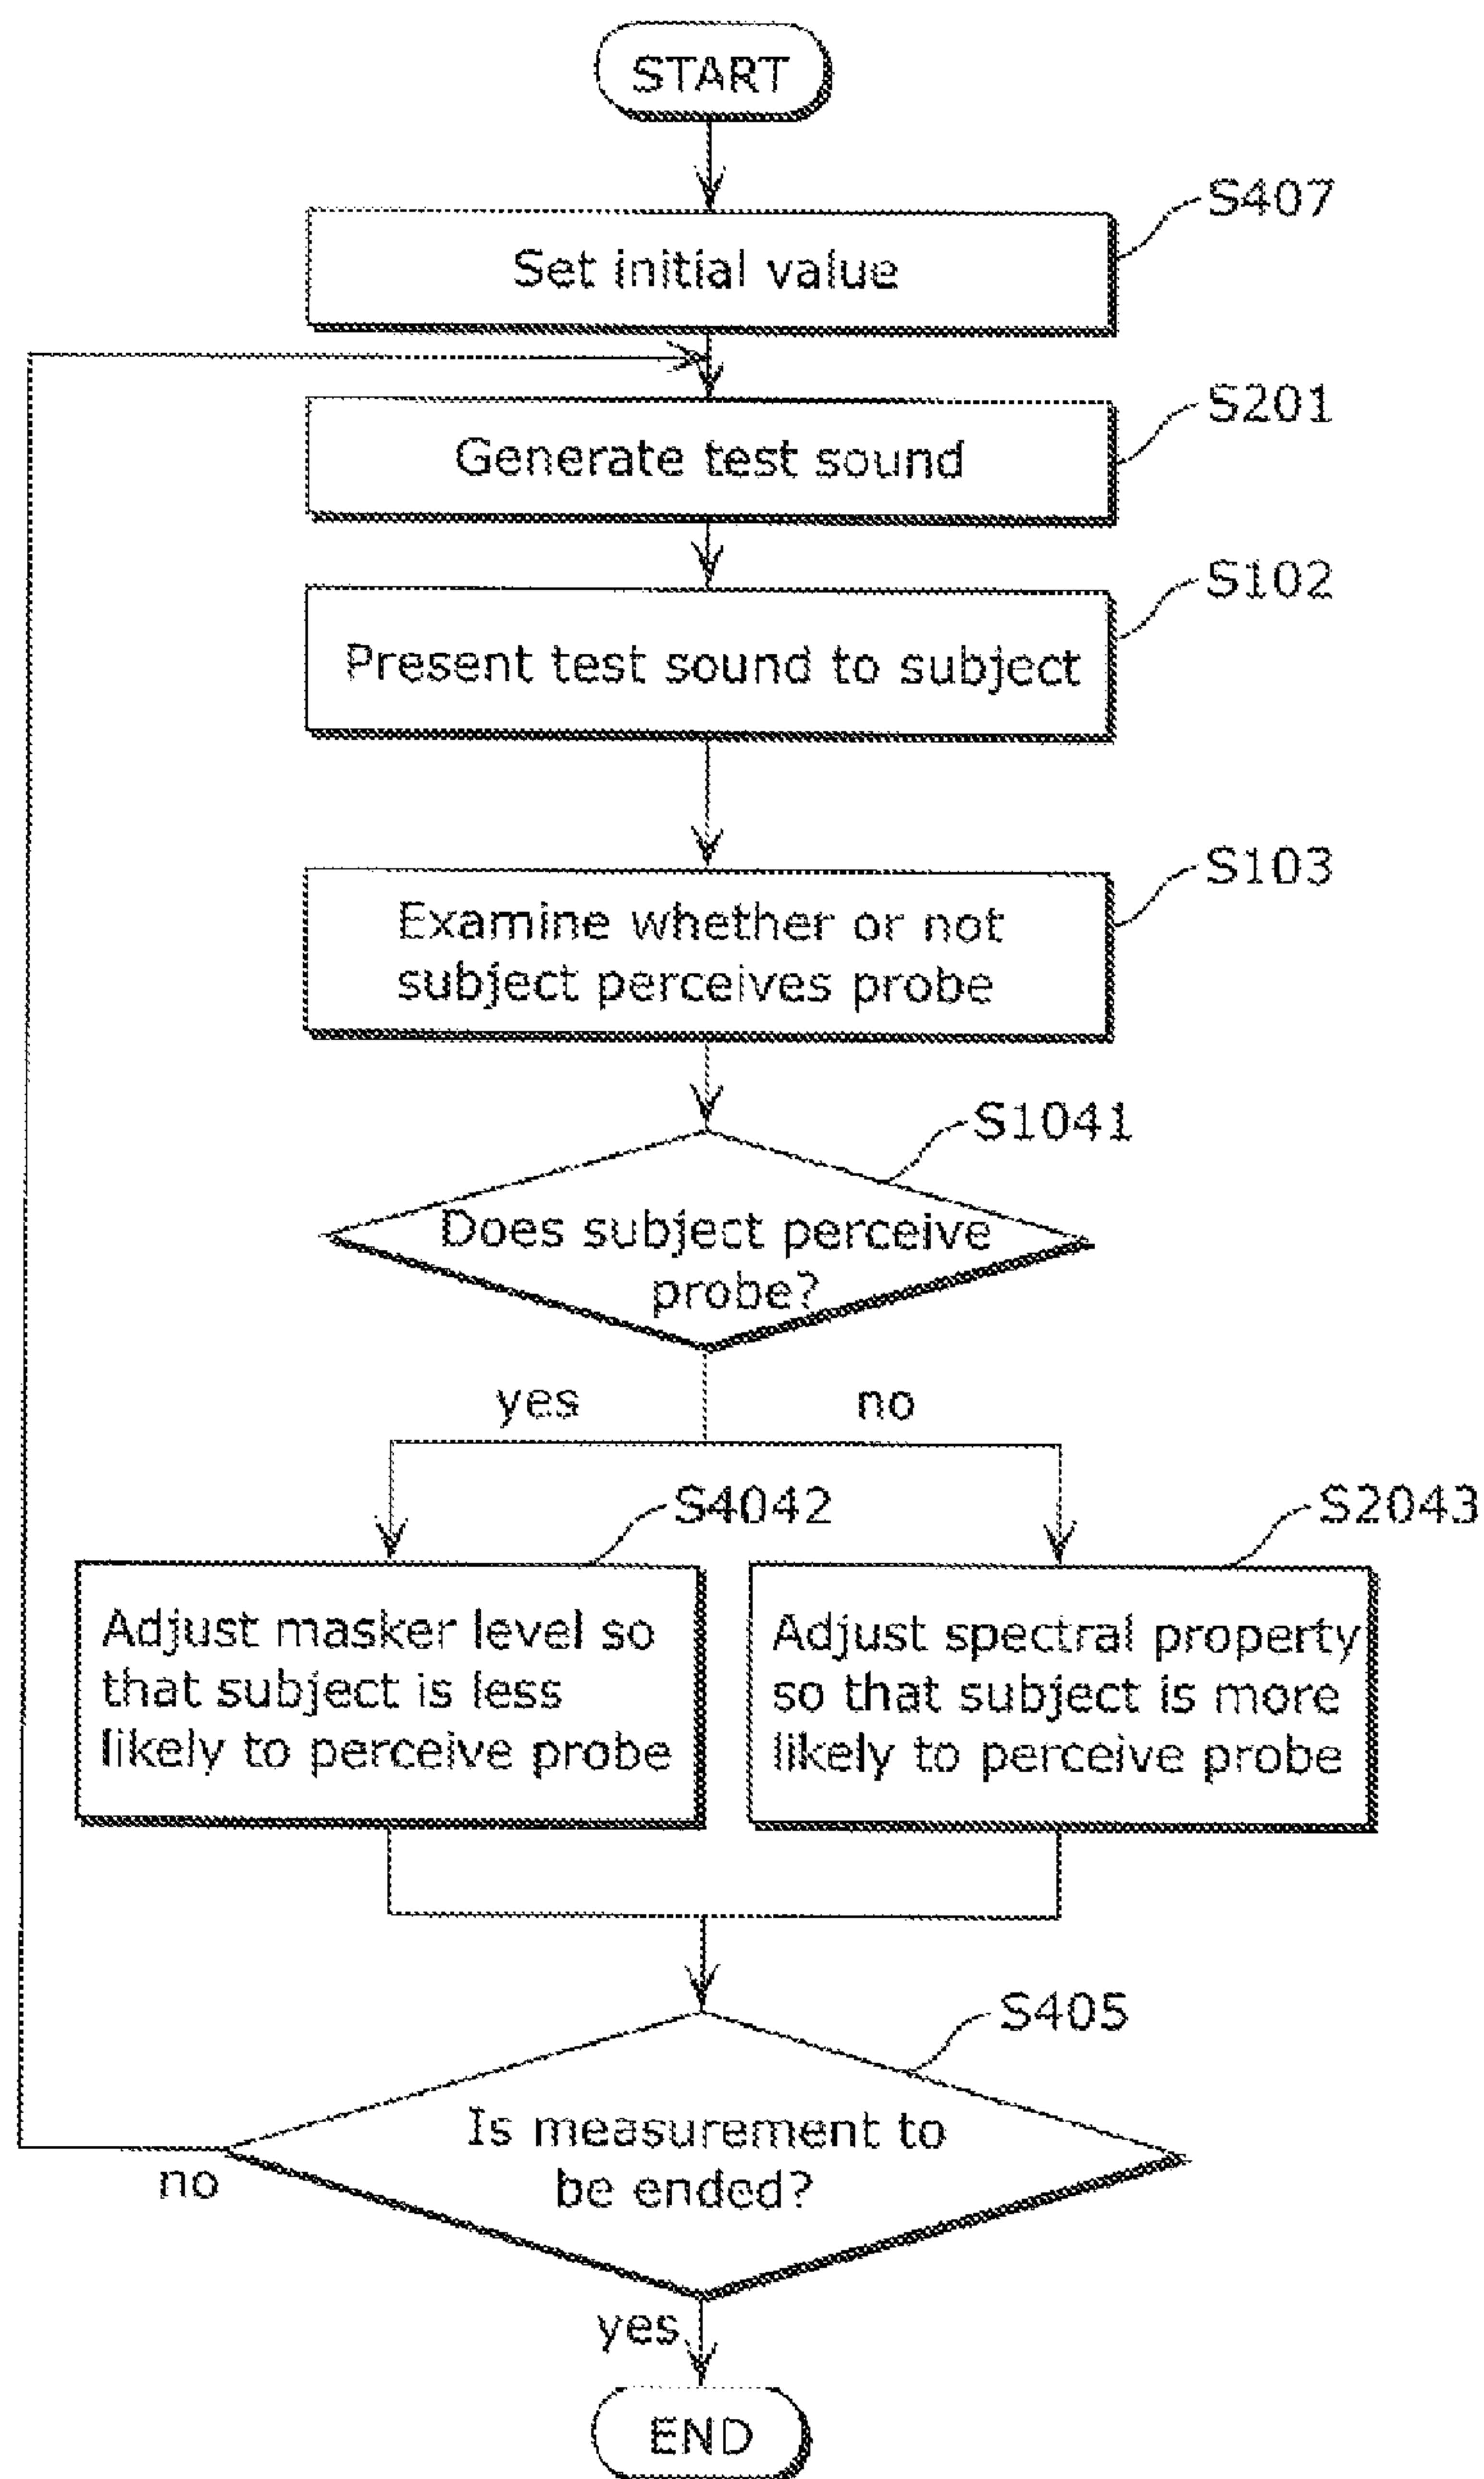 START
S407
Set initial value
S201
Generate test sound
S102
Present test sound to subject
S103
Examine whether or not
subject perceives probe
S1041
Does subject perceive
probe?
yes
no
S4042
Adjust masker level so
that subject is less
likely to perceive probe
S2043
Adjust spectral property
so that subject is more
likely to perceive probe
S405
Is measurement to
be ended?
no
yes
END